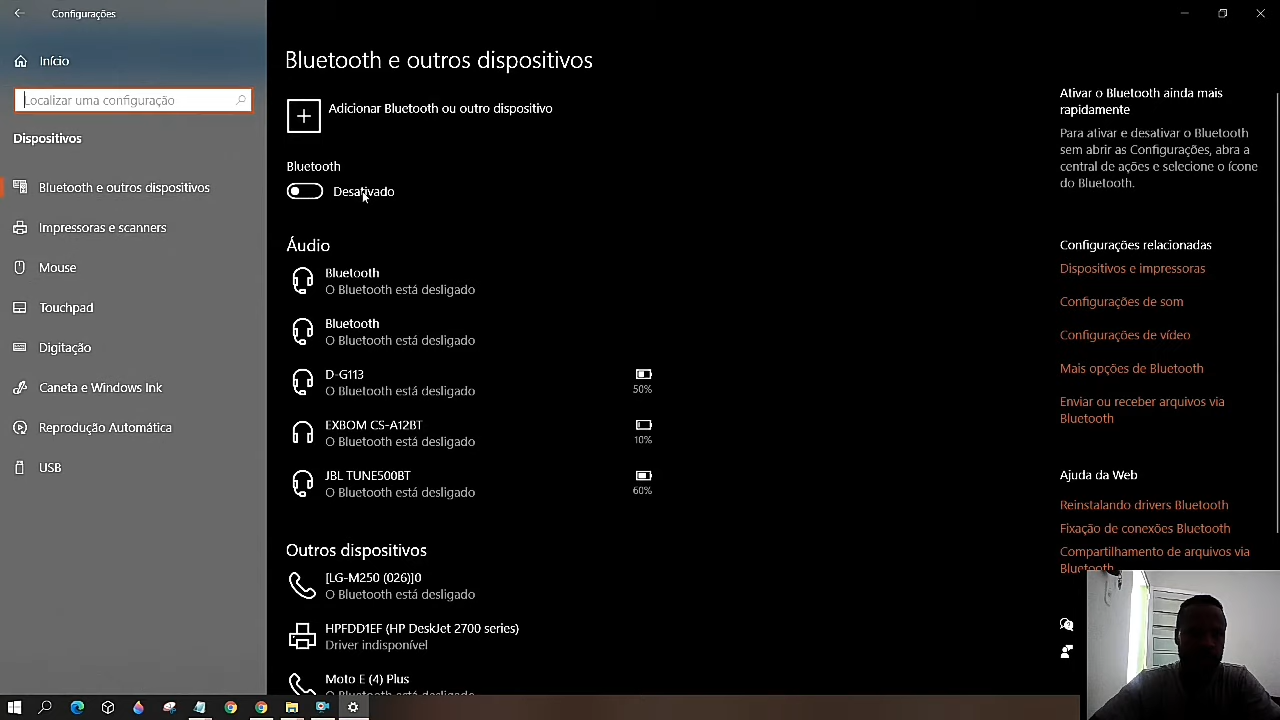 Configurações
Início
Localizar uma configuração
Dispositivos
Bluetooth e outros dispositivos
Impressoras e scanners
Mouse
Touchpad
Digitação
Caneta e Windows Ink
Reprodução Automática
USB
Bluetooth e outros dispositivos
Adicionar Bluetooth ou outro dispositivo
Bluetooth
Desativado
Áudio
Bluetooth
O Bluetooth está desligado
Bluetooth
O Bluetooth está desligado
D-G113
O Bluetooth está desligado
50%
EXBOM CS-A12BT
O Bluetooth está desligado
10%
JBL TUNE500BT
O Bluetooth está desligado
60%
Outros dispositivos
[LG-M250 (026)]0
O Bluetooth está desligado
HPFDD1EF (HP DeskJet 2700 series)
Driver indisponível
Moto E (4) Plus
O Bluetooth está desligado
Ativar o Bluetooth ainda mais
rapidamente
Para ativar e desativar o Bluetooth
sem abrir as Configurações, abra a
central de ações e selecione o ícone
do Bluetooth.
Configurações relacionadas
Dispositivos e impressoras
Configurações de som
Configurações de vídeo
Mais opções de Bluetooth
Enviar ou receber arquivos via
Bluetooth
Ajuda da Web
Reinstalando drivers Bluetooth
Fixação de conexões Bluetooth
Compartilhamento de arquivos via
Bluetooth